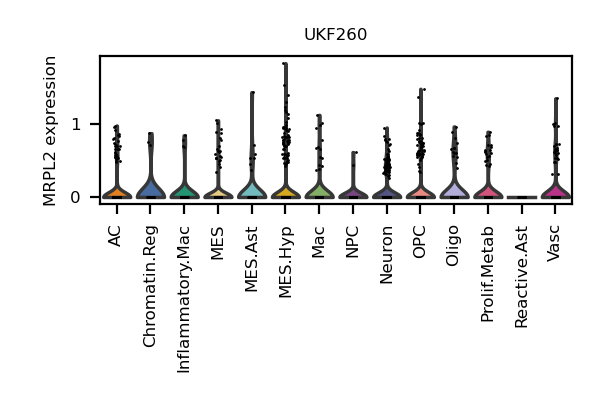 UKF260
MRPL2 expression
1
0
AC
Chromatin.Reg
Inflammatory.Mac
MES
MES.Ast
MES.Hyp
Mac
NPC
Neuron
OPC
Oligo
Prolif.Metab
Reactive.Ast
Vasc